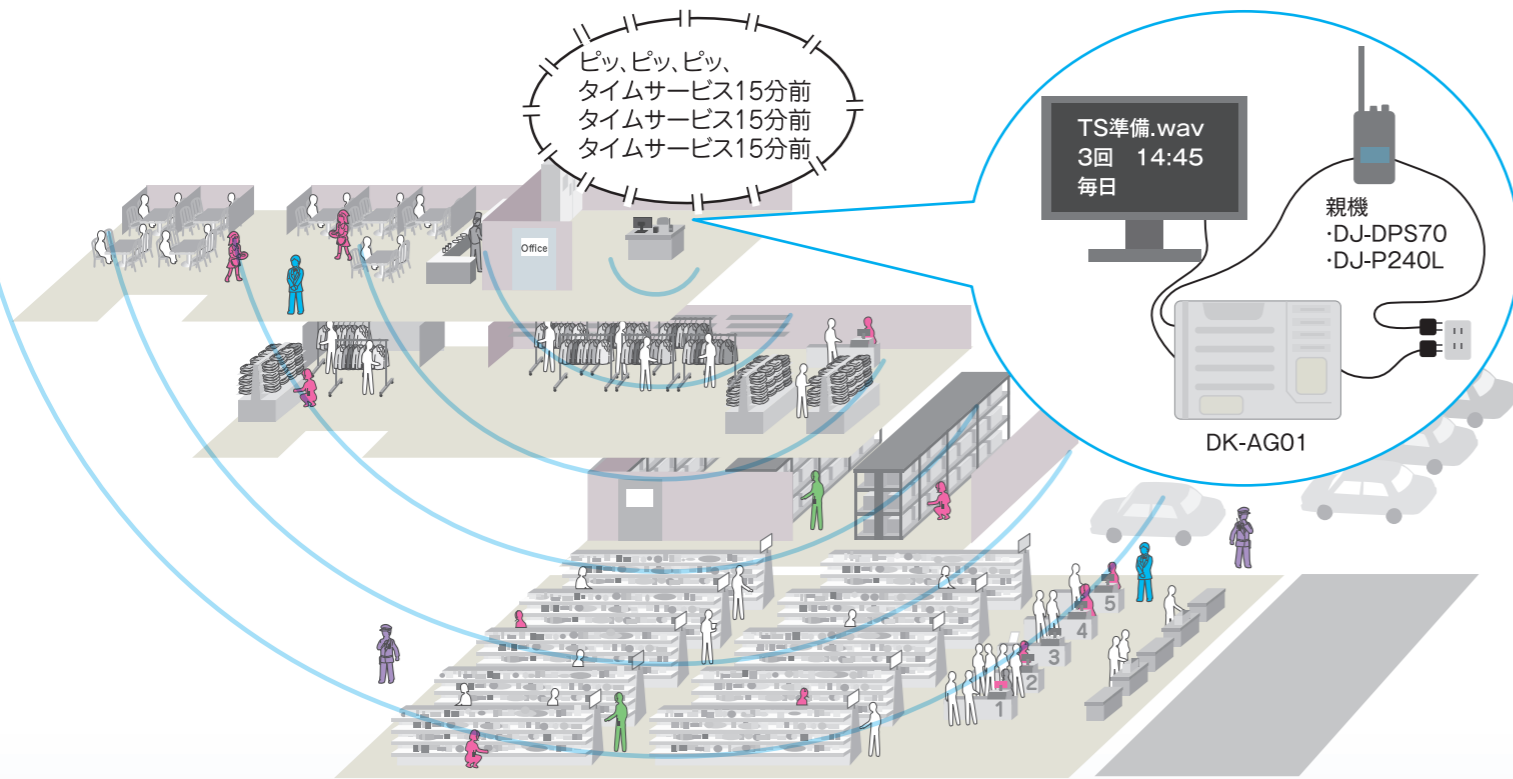 ピッ、ピッ、ピッ、
タイムサービス15分前
タイムサービス15分前
タイムサービス15分前
TS準備.wav
3回 14:45
毎日
親機
・DJ-DPS70
・DJ-P240L
DK-AG01
Office
5
4
3
2
1